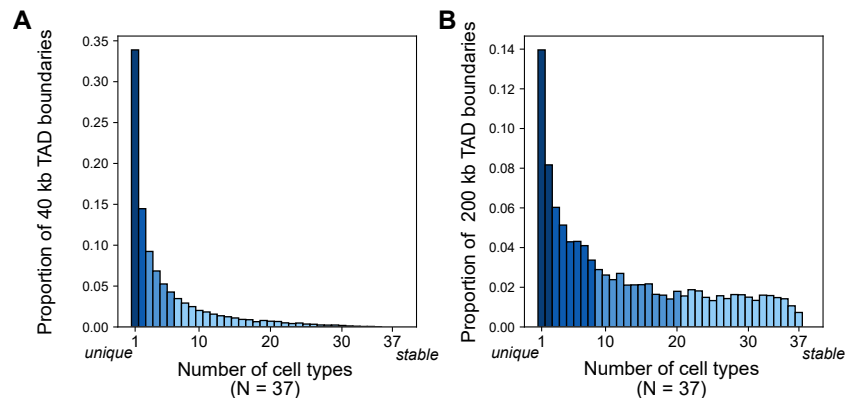 A
Proportion of 40 kb TAD boundaries
0.35
0.30
0.25
0.20
0.15
0.10
0.05
0.00
1 10 20 30 37
unique stable
Number of cell types
(N = 37)
B
Proportion of 200 kb TAD boundaries
0.14
0.12
0.10
0.08
0.06
0.04
0.02
0.00
1 10 20 30 37
unique stable
Number of cell types
(N = 37)